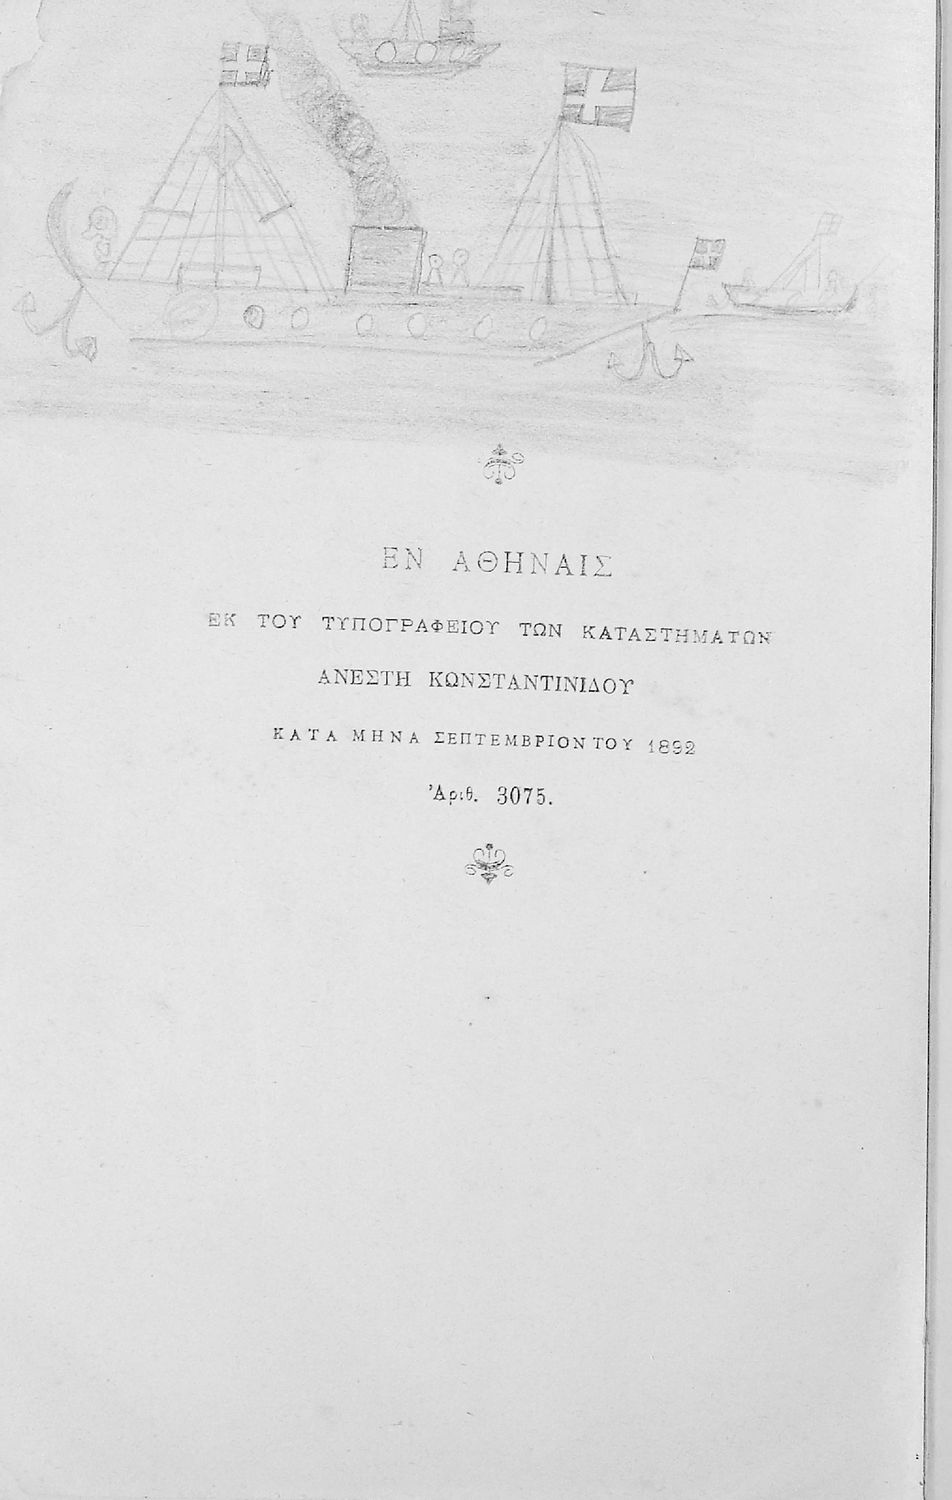 ΕΝ ΑΘΗΝΑΙΣ
ΕΚ ΤΟΥ ΤΥΠΟΓΡΑΦΕΙΟΥ ΤΩΝ ΚΑΤΑΣΤΗΜΑΤΩΝ
ΑΝΕΣΤΗ ΚΩΝΣΤΑΝΤΙΝΙΔΟΥ
ΚΑΤΑ ΜΗΝΑ ΣΕΠΤΕΜΒΡΙΟΝ ΤΟΥ 1892
Ἀριθ. 3075.